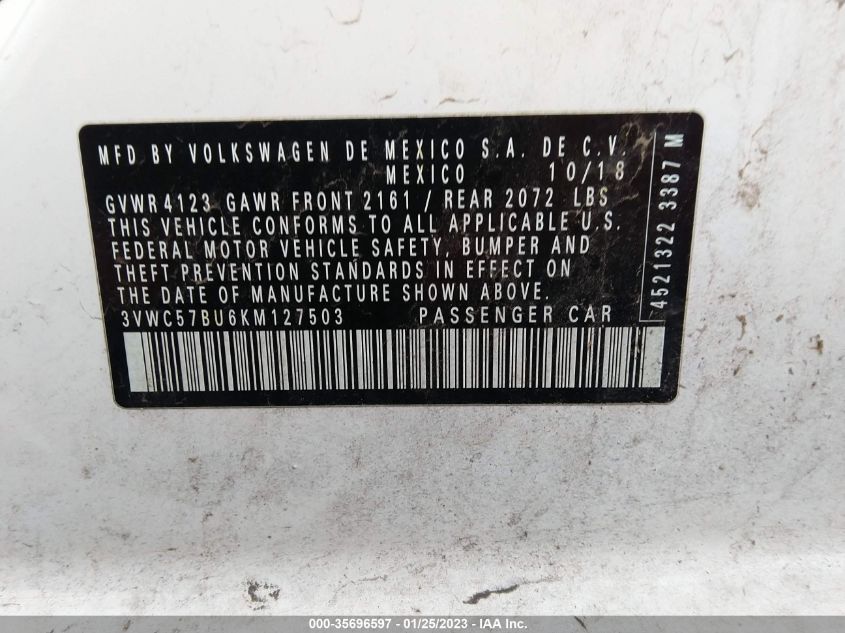 MFD BY VOLKSWAGEN DE MEXICO S.A. DE C.V.
MEXICO 10/18
GVWR 4123 GAWR FRONT 2161 / REAR 2072 LBS
THIS VEHICLE CONFORMS TO ALL APPLICABLE U.S.
FEDERAL MOTOR VEHICLE SAFETY, BUMPER AND
THEFT PREVENTION STANDARDS IN EFFECT ON
THE DATE OF MANUFACTURE SHOWN ABOVE.
3VWC57BU6KM127503 PASSENGER CAR
4521322 3387 M
000-35696597 - 01/25/2023 - IAA Inc.